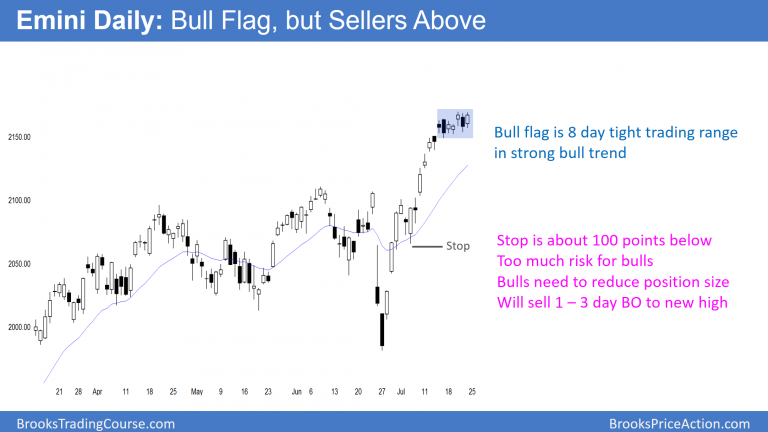 Emini Daily: Bull Flag, but Sellers Above
2150.00
2100.00
2050.00
2000.00
Bull flag is 8 day tight trading range
in strong bull trend
Stop
Stop is about 100 points below
Too much risk for bulls
Bulls need to reduce position size
Will sell 1 – 3 day BO to new high
21 28 Apr 11 18 25 May 9 16 23 Jun 6 13 20 Jul 11 18 25
BrooksTradingCourse.com
BrooksPriceAction.com